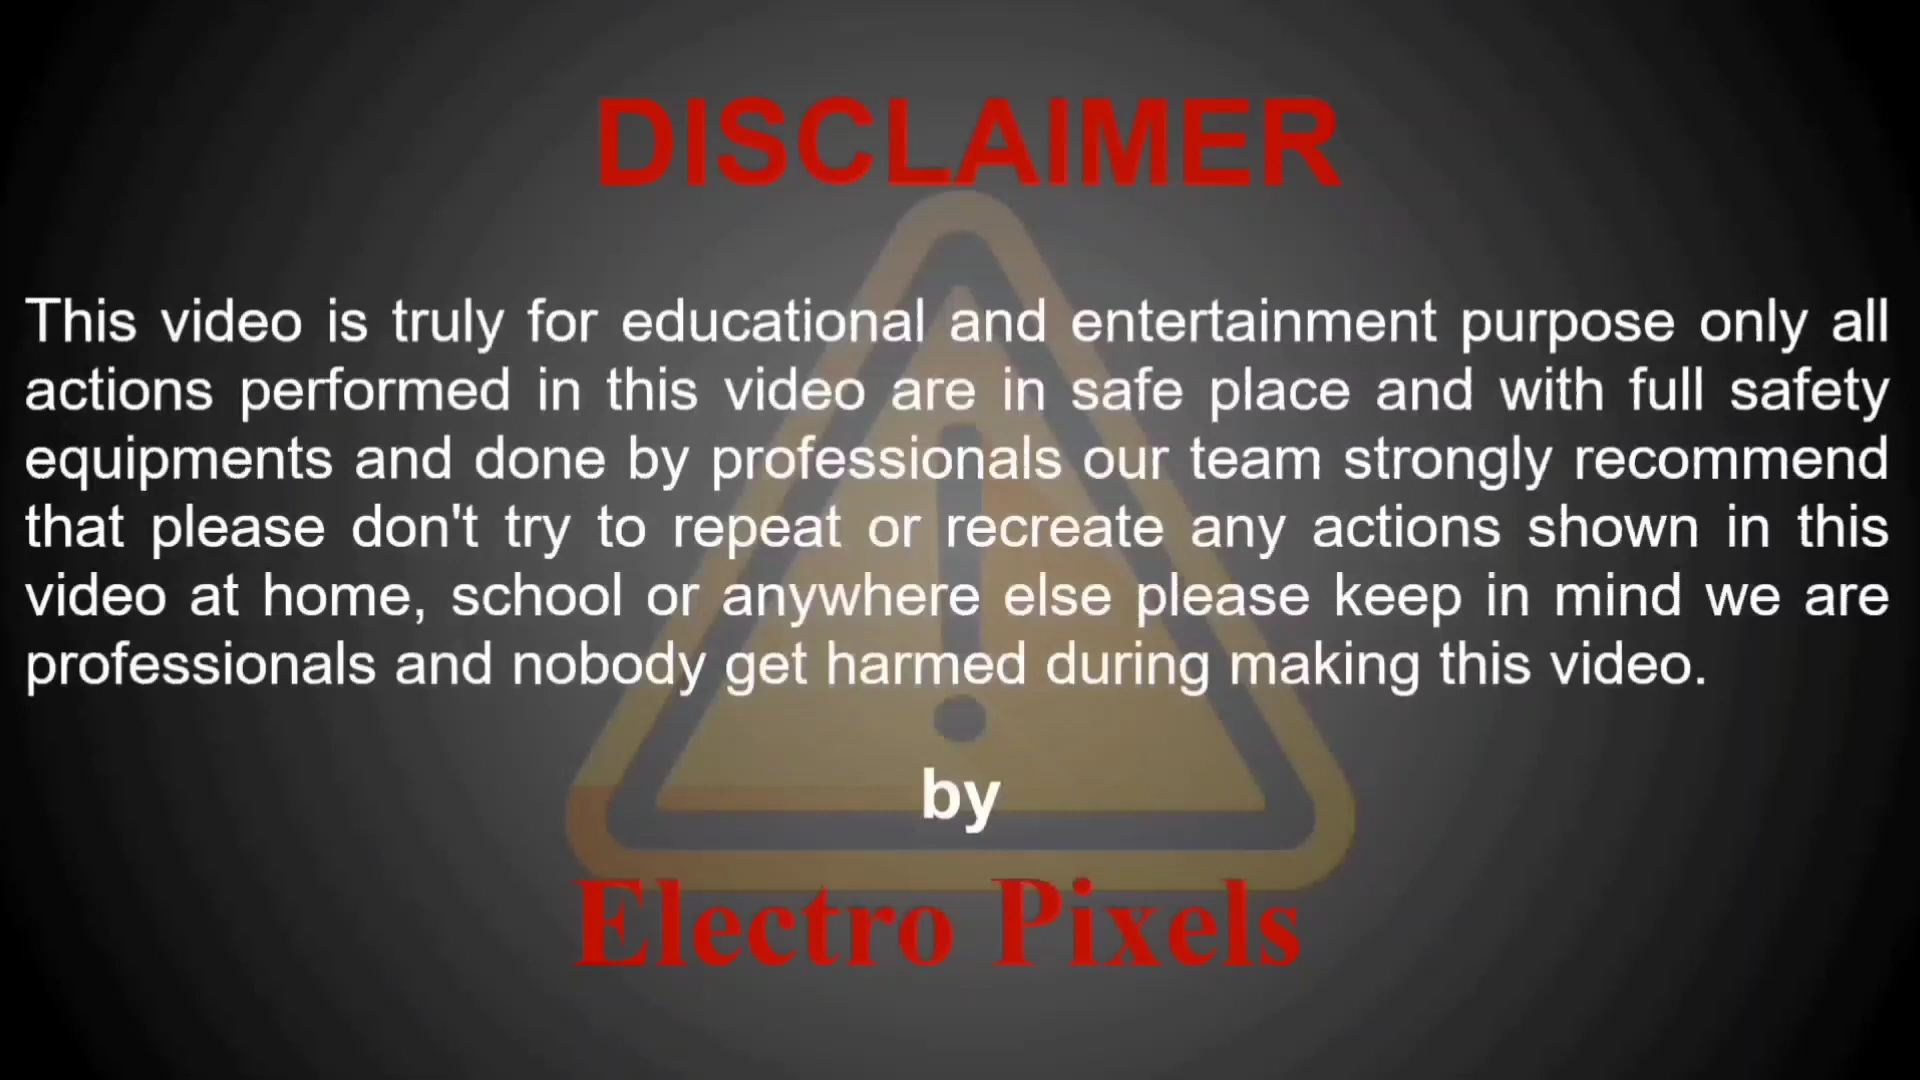 DISCLAIMER
This video is truly for educational and entertainment purpose only all
actions performed in this video are in safe place and with full safety
equipments and done by professionals our team strongly recommend
that please don't try to repeat or recreate any actions shown in this
video at home, school or anywhere else please keep in mind we are
professionals and nobody get harmed during making this video.
by
Electro Pixels